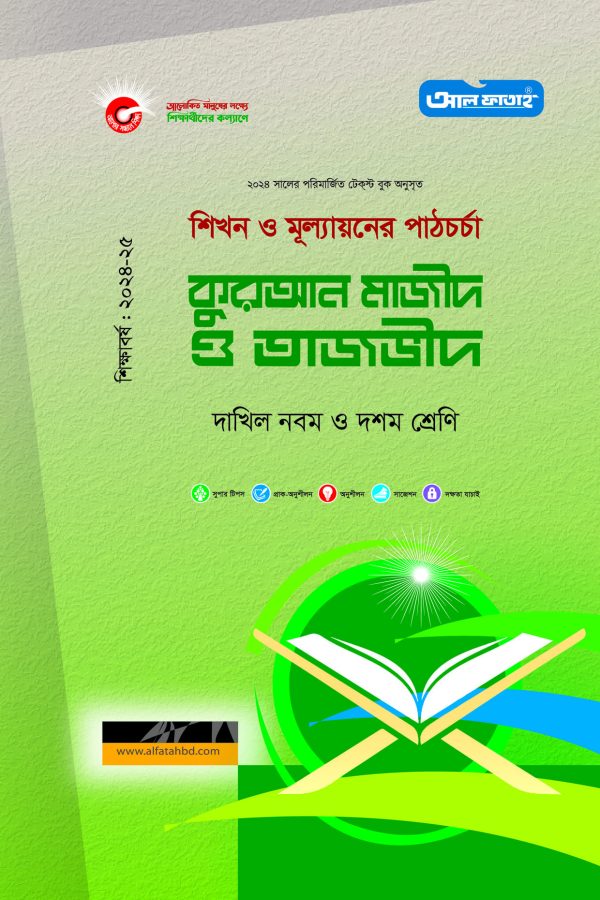 আলোকিত মানুষের লক্ষ্যে
শিক্ষার্থীদের কল্যাণে
আল ফাতাহ®
২০২৪ সালের পরিমার্জিত টেক্‌স্ট বুক অনুসৃত
শিখন ও মূল্যায়নের পাঠচর্চা
শিক্ষাবর্ষ : ২০২৪-২৫
কুরআন মাজীদ
ও তাজভীদ
দাখিল নবম ও দশম শ্রেণি
সুপার টিপস প্রাক-অনুশীলন অনুশীলন সাজেশন দক্ষতা যাচাই
www.alfatahbd.com